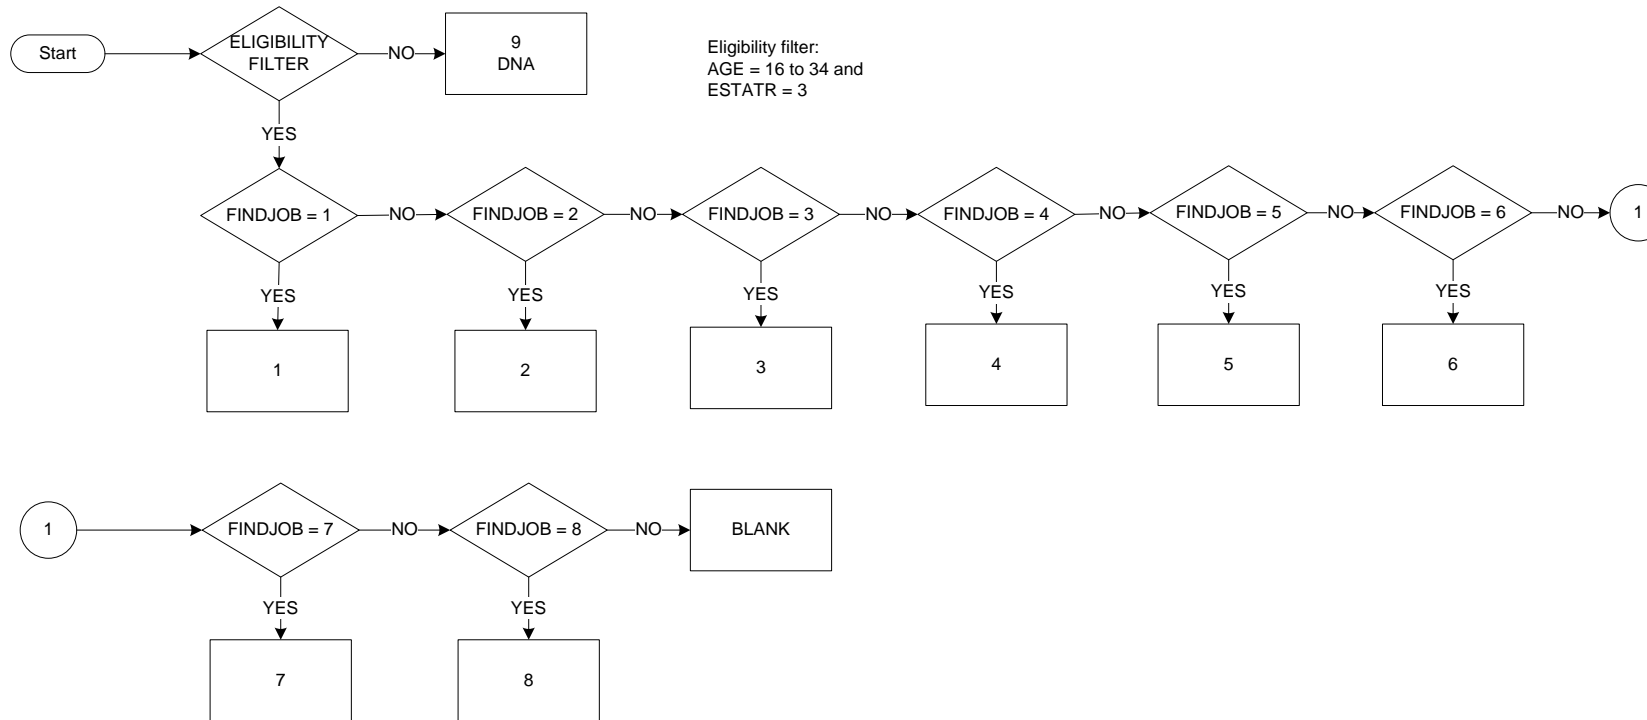 Start
ELIGIBILITY
FILTER
NO
9
DNA
Eligibility filter:
AGE = 16 to 34 and
ESTATR = 3
YES
FINDJOB = 1
NO
FINDJOB = 2
NO
FINDJOB = 3
NO
FINDJOB = 4
NO
FINDJOB = 5
NO
FINDJOB = 6
NO
1
YES
YES
YES
YES
YES
YES
1
2
3
4
5
6
1
FINDJOB = 7
NO
FINDJOB = 8
NO
BLANK
YES
YES
7
8